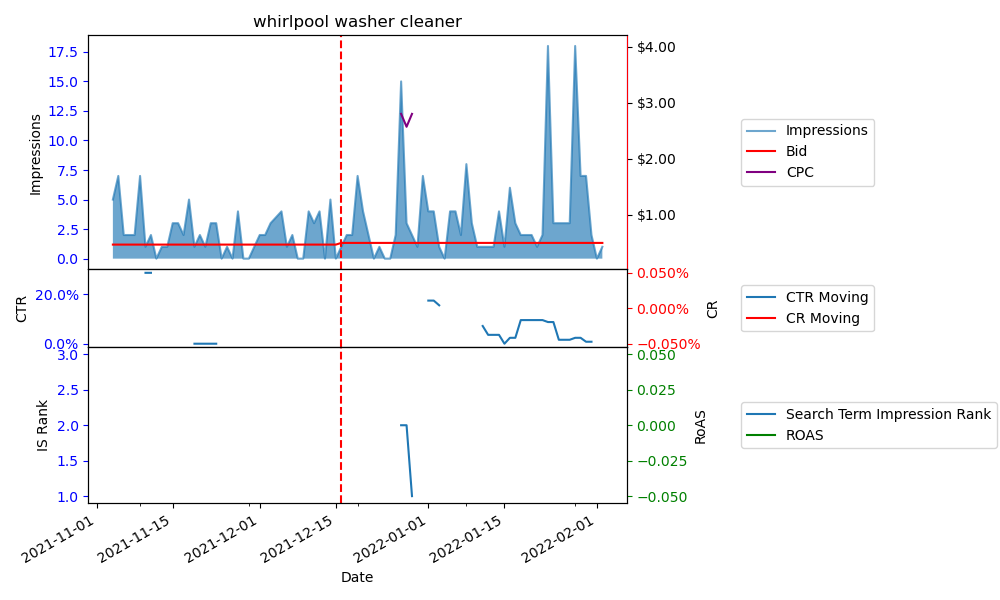 whirlpool washer cleaner
17.5
15.0
12.5
10.0
7.5
5.0
2.5
0.0
Impressions
$4.00
$3.00
$2.00
$1.00
Impressions
Bid
CPC
20.0%
0.0%
CTR
0.050%
0.000%
−0.050%
CR
CTR Moving
CR Moving
3.0
2.5
2.0
1.5
1.0
IS Rank
0.050
0.025
0.000
−0.025
−0.050
RoAS
Search Term Impression Rank
ROAS
2021-11-01
2021-11-15
2021-12-01
2021-12-15
2022-01-01
2022-01-15
2022-02-01
Date